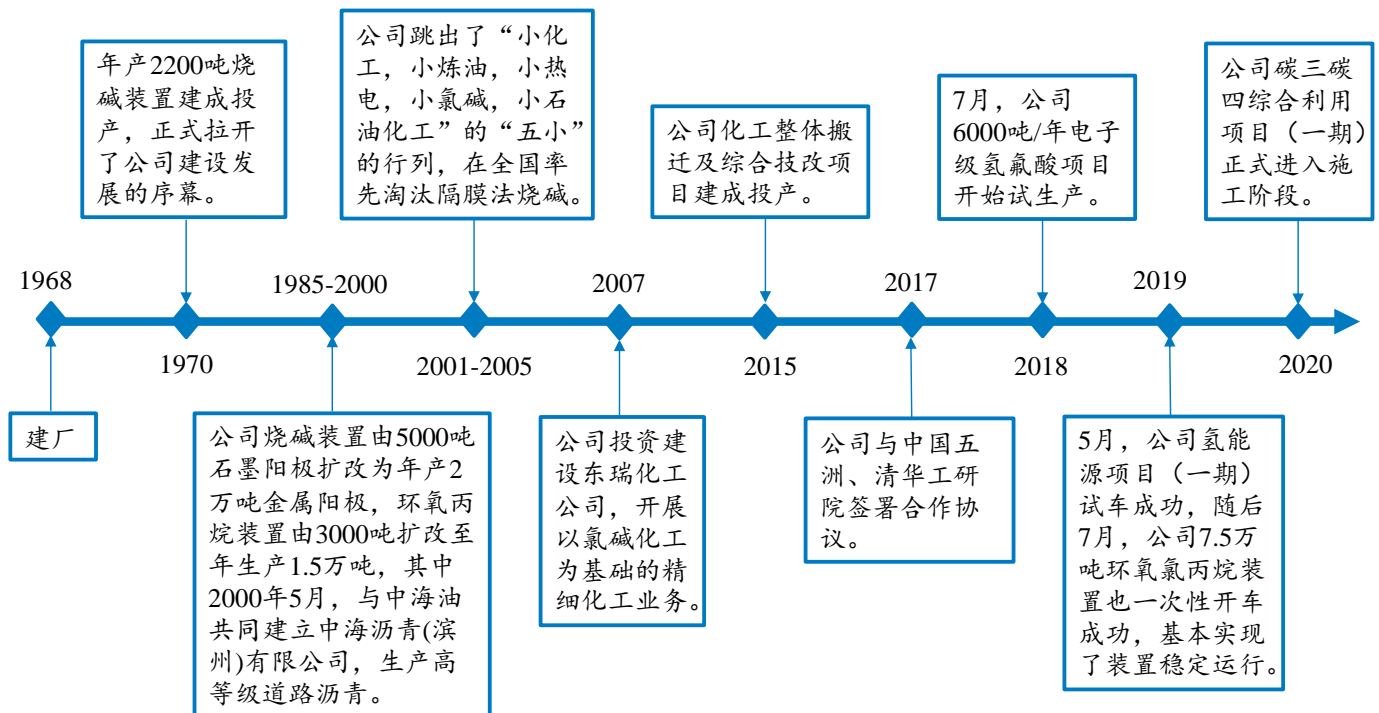 年产2200吨烧
碱装置建成投
产，正式拉开
了公司建设发
展的序幕。
公司跳出了“小化
工，小炼油，小热
电，小氯碱，小石
油化工”的“五小”
的行列，在全国率
先淘汰隔膜法烧碱。
公司化工整体搬
迁及综合技改项
目建成投产。
7月，公司
6000吨/年电子
级氢氟酸项目
开始试生产。
公司碳三碳
四综合利用
项目（一期）
正式进入施
工阶段。
1968
1985-2000
2007
2017
2019
1970
2001-2005
2015
2018
2020
建厂
公司烧碱装置由5000吨
石墨阳极扩改为年产2
万吨金属阳极，环氧丙
烷装置由3000吨扩改至
年生产1.5万吨，其中
2000年5月，与中海油
共同建立中海沥青(滨
州)有限公司，生产高
等级道路沥青。
公司投资建
设东瑞化工
公司，开展
以氯碱化工
为基础的精
细化工业务。
公司与中国五
洲、清华工研
院签署合作协
议。
5月，公司氢能
源项目（一期）
试车成功，随后
7月，公司7.5万
吨环氧氯丙烷装
置也一次性开车
成功，基本实现
了装置稳定运行。